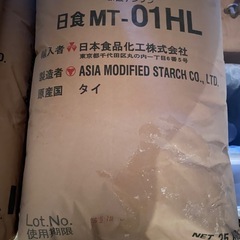 日食 MT-01HL
輸入者 日本食品化工株式会社
東京都千代田区丸の内一丁目6番5号
製造者 ASIA MODIFIED STARCH CO., LTD.
原産国 タイ
Lot.No.
使用期限
NET 25